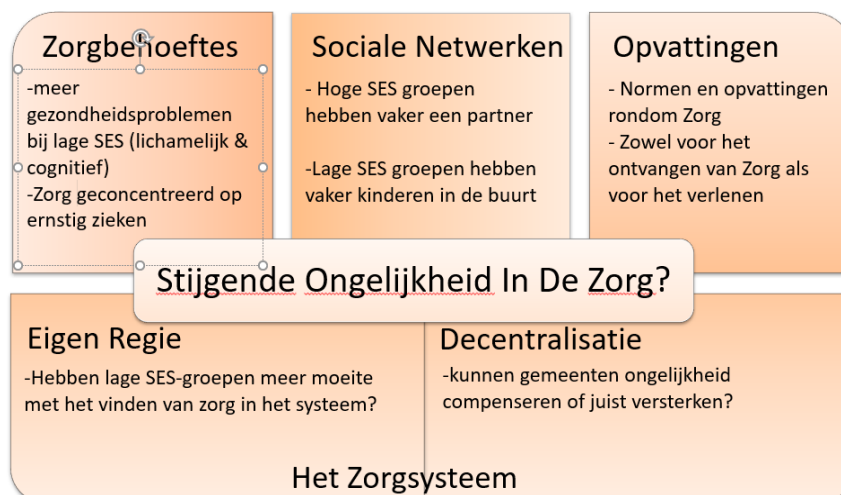 Zorgbehoeftes
-meer
gezondheidsproblemen
bij lage SES (lichamelijk &
cognitief)
-Zorg geconcentreerd op
ernstig zieken
Sociale Netwerken
- Hoge SES groepen
hebben vaker een partner
-Lage SES groepen hebben
vaker kinderen in de buurt
Opvattingen
- Normen en opvattingen
rondom Zorg
- Zowel voor het
ontvangen van Zorg als
voor het verlenen
Stijgende Ongelijkheid In De Zorg?
Eigen Regie
-Hebben lage SES-groepen meer moeite
met het vinden van zorg in het systeem?
Decentralisatie
-kunnen gemeenten ongelijkheid
compenseren of juist versterken?
Het Zorgsysteem